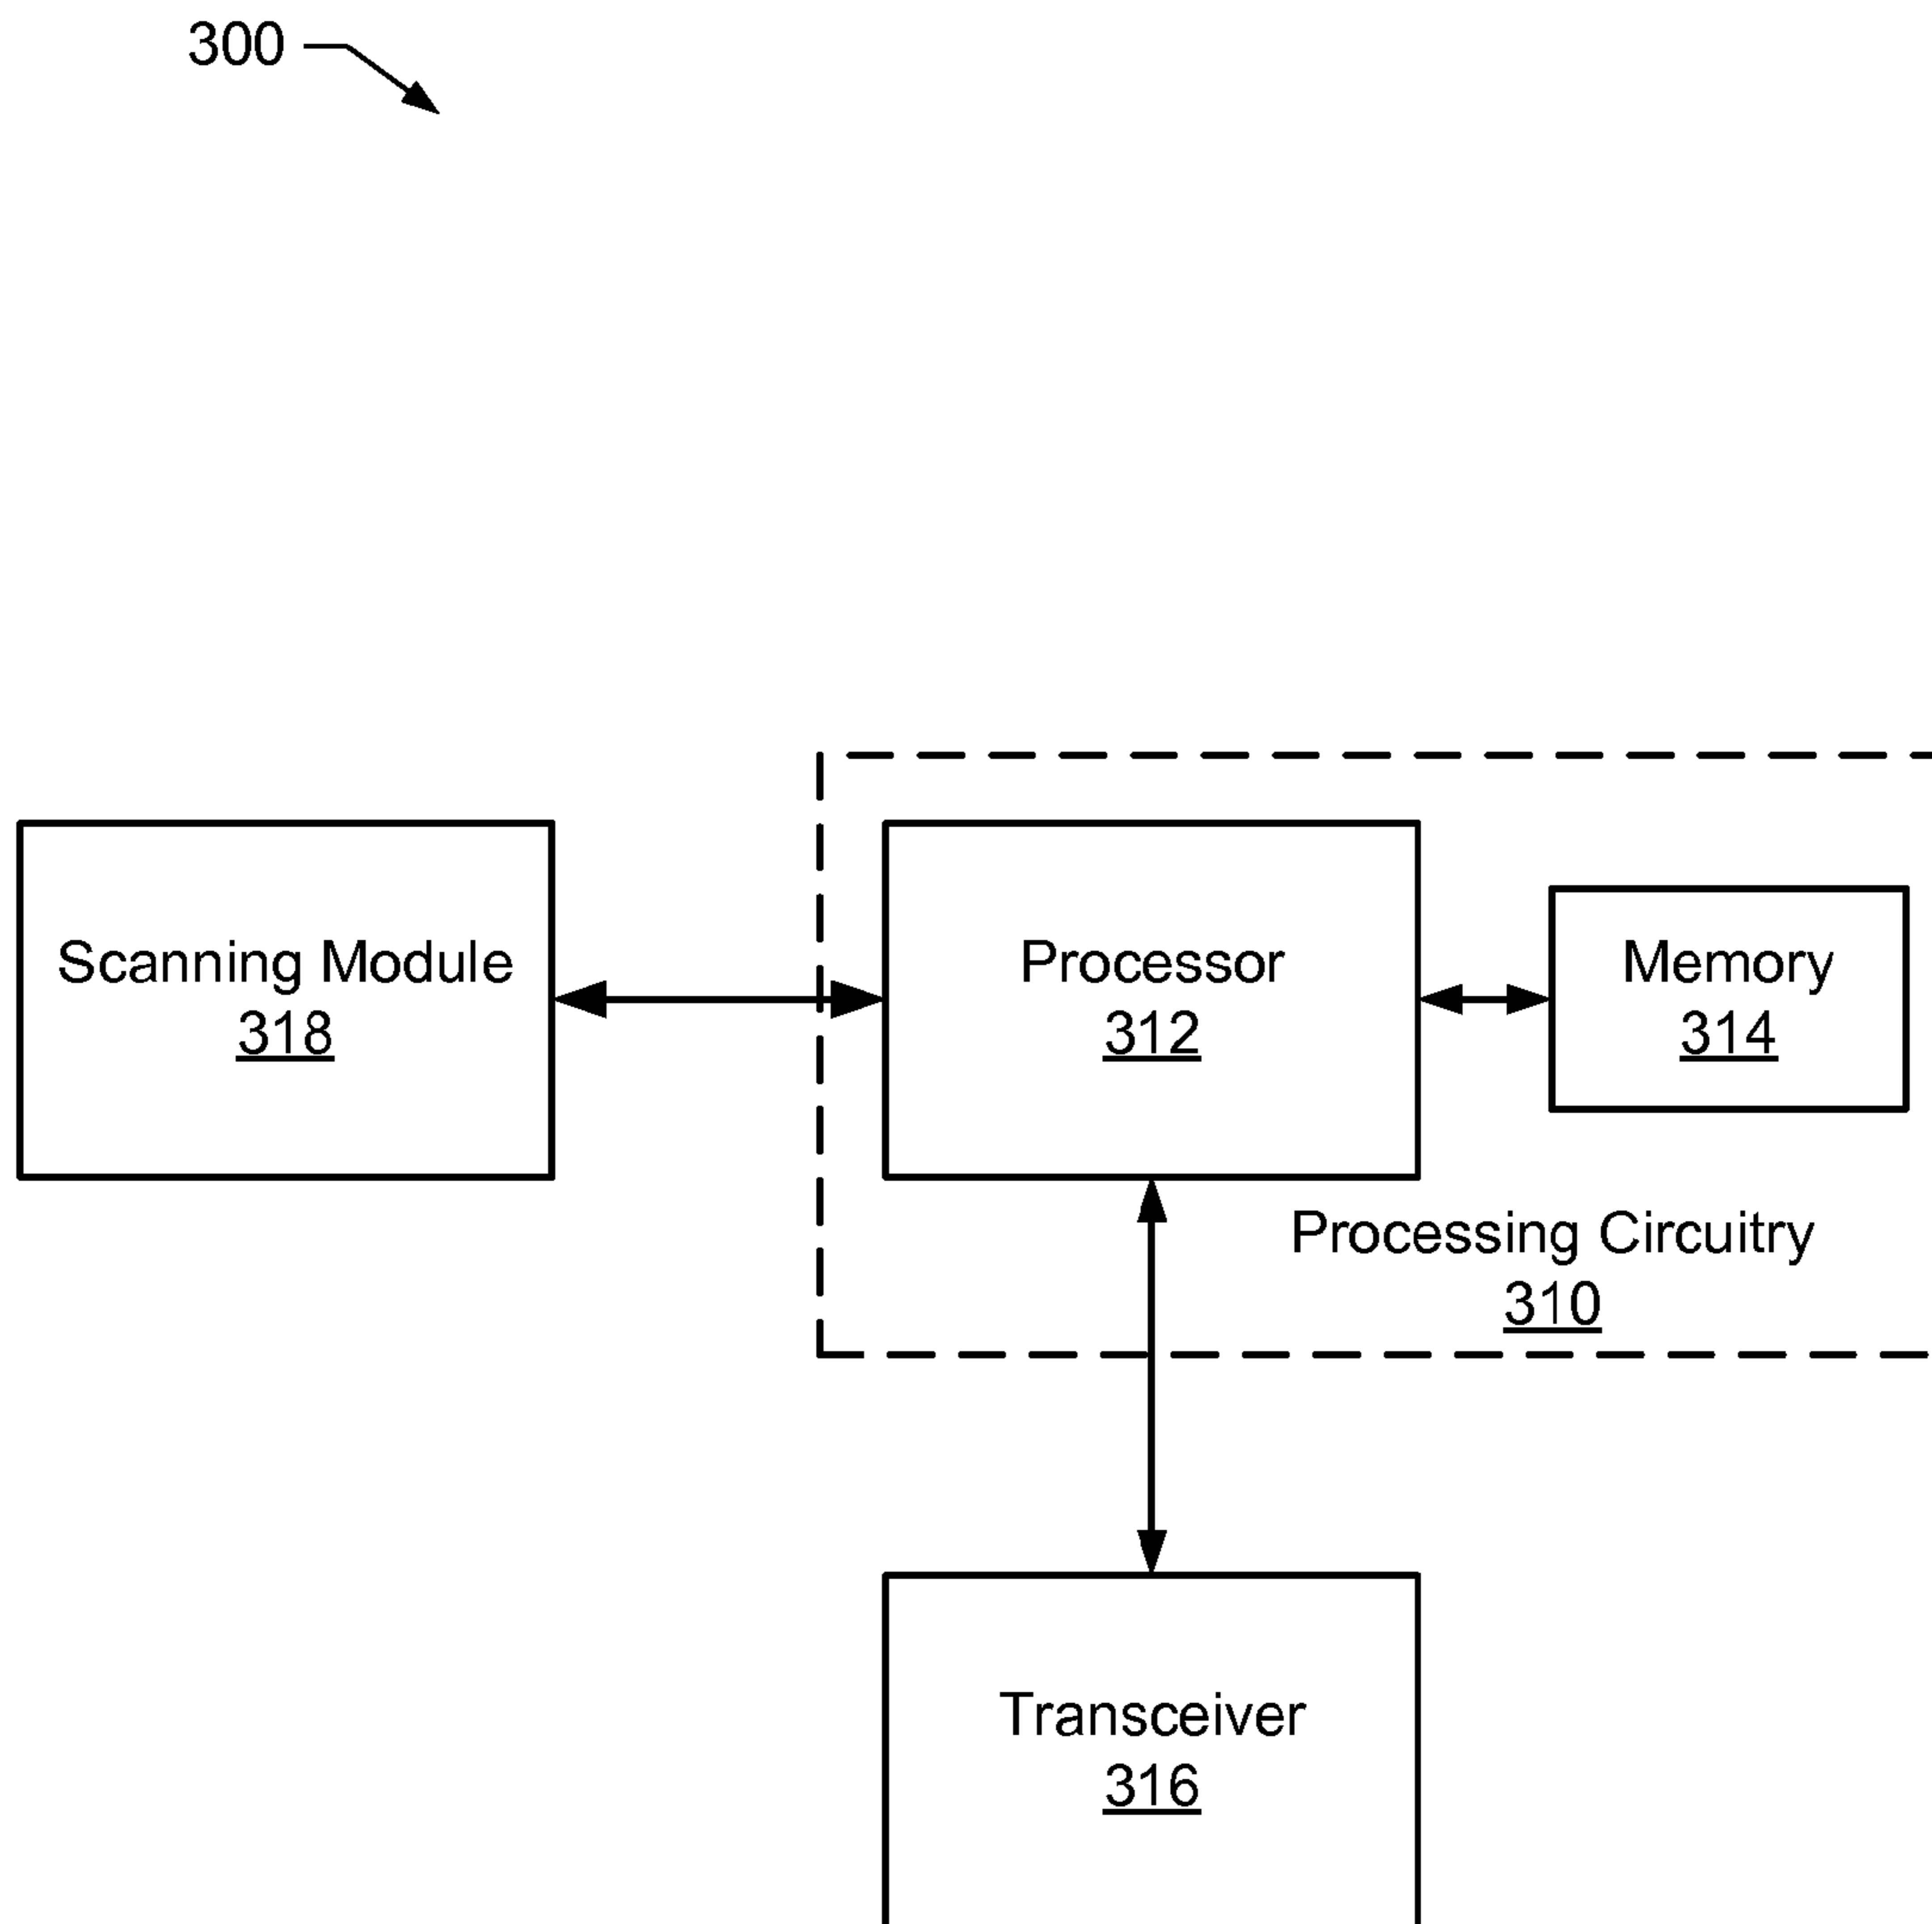 300
Scanning Module
318
Processor
312
Memory
314
Processing Circuitry
310
Transceiver
316